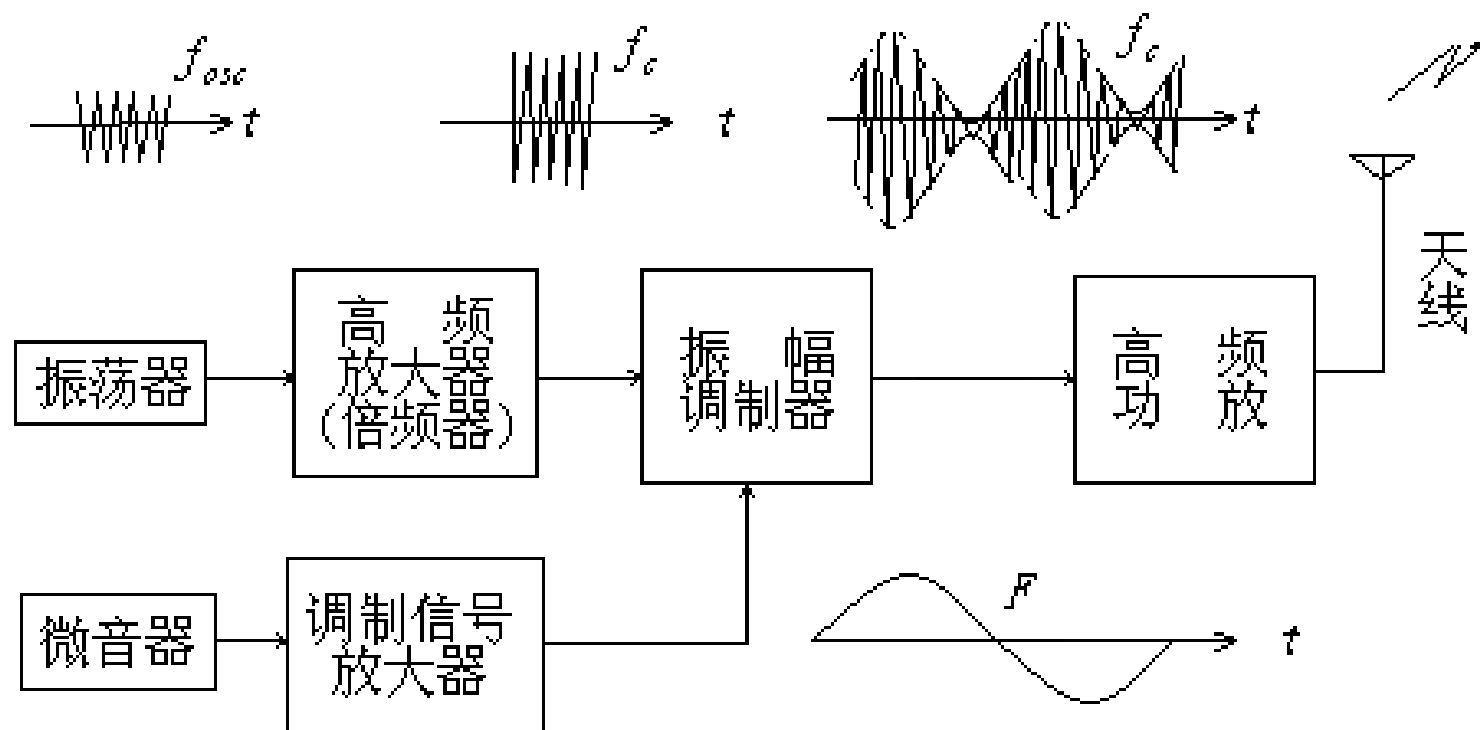 f_osc
t
f_c
t
f_c
t
天
线
振荡器
高 频
放大器
(倍频器)
振 幅
调制器
高 频
功 放
微音器
调制信号
放大器
F
t